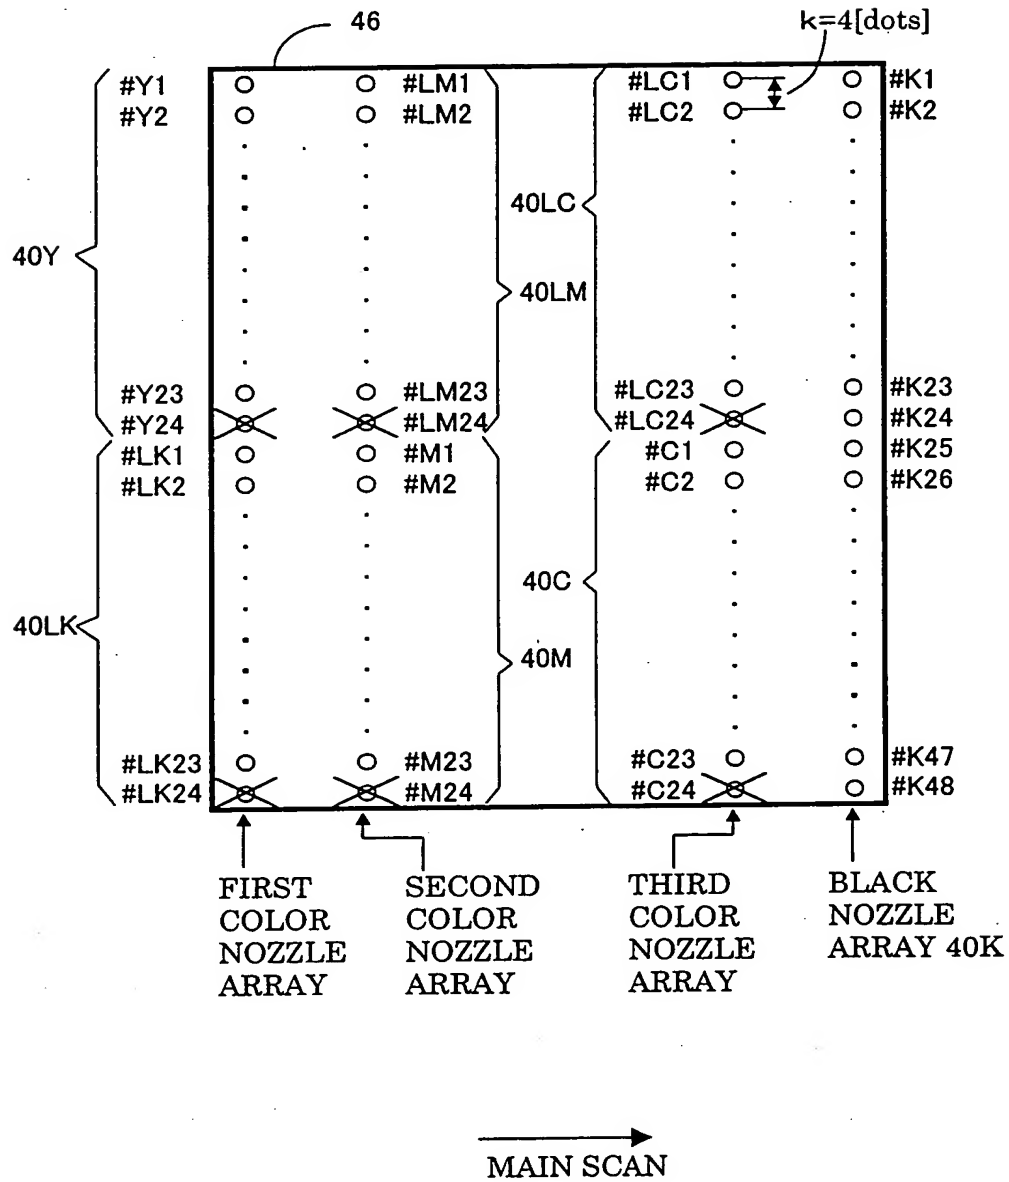 46
k=4[dots]
#Y1 #LM1 #LC1 #K1
#Y2 #LM2 #LC2 #K2
40LC
40Y
40LM
#Y23 #LM23 #LC23 #K23
#Y24 #LM24 #LC24 #K24
#LK1 #M1 #C1 #K25
#LK2 #M2 #C2 #K26
40C
40LK
40M
#LK23 #M23 #C23 #K47
#LK24 #M24 #C24 #K48
FIRST
COLOR
NOZZLE
ARRAY
SECOND
COLOR
NOZZLE
ARRAY
THIRD
COLOR
NOZZLE
ARRAY
BLACK
NOZZLE
ARRAY 40K
MAIN SCAN